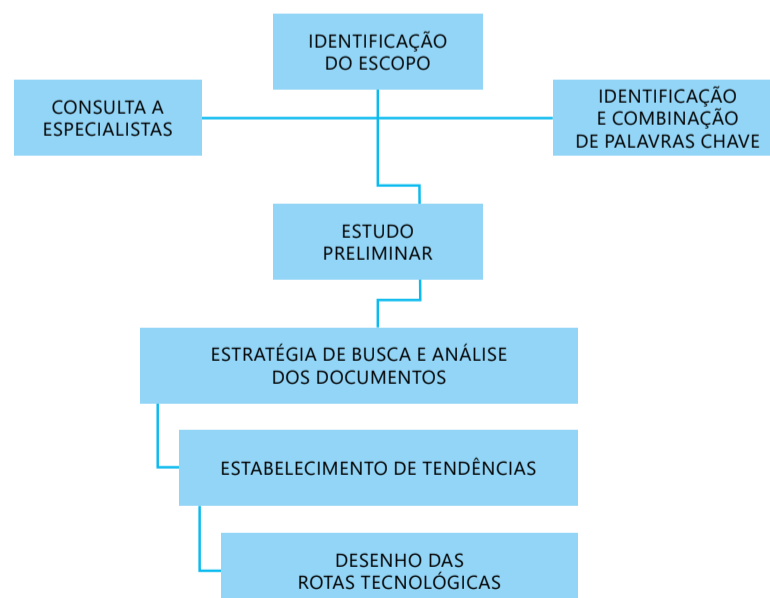 IDENTIFICAÇÃO
DO ESCOPO
CONSULTA A
ESPECIALISTAS
IDENTIFICAÇÃO
E COMBINAÇÃO
DE PALAVRAS CHAVE
ESTUDO
PRELIMINAR
ESTRATÉGIA DE BUSCA E ANÁLISE
DOS DOCUMENTOS
ESTABELECIMENTO DE TENDÊNCIAS
DESENHO DAS
ROTAS TECNOLÓGICAS